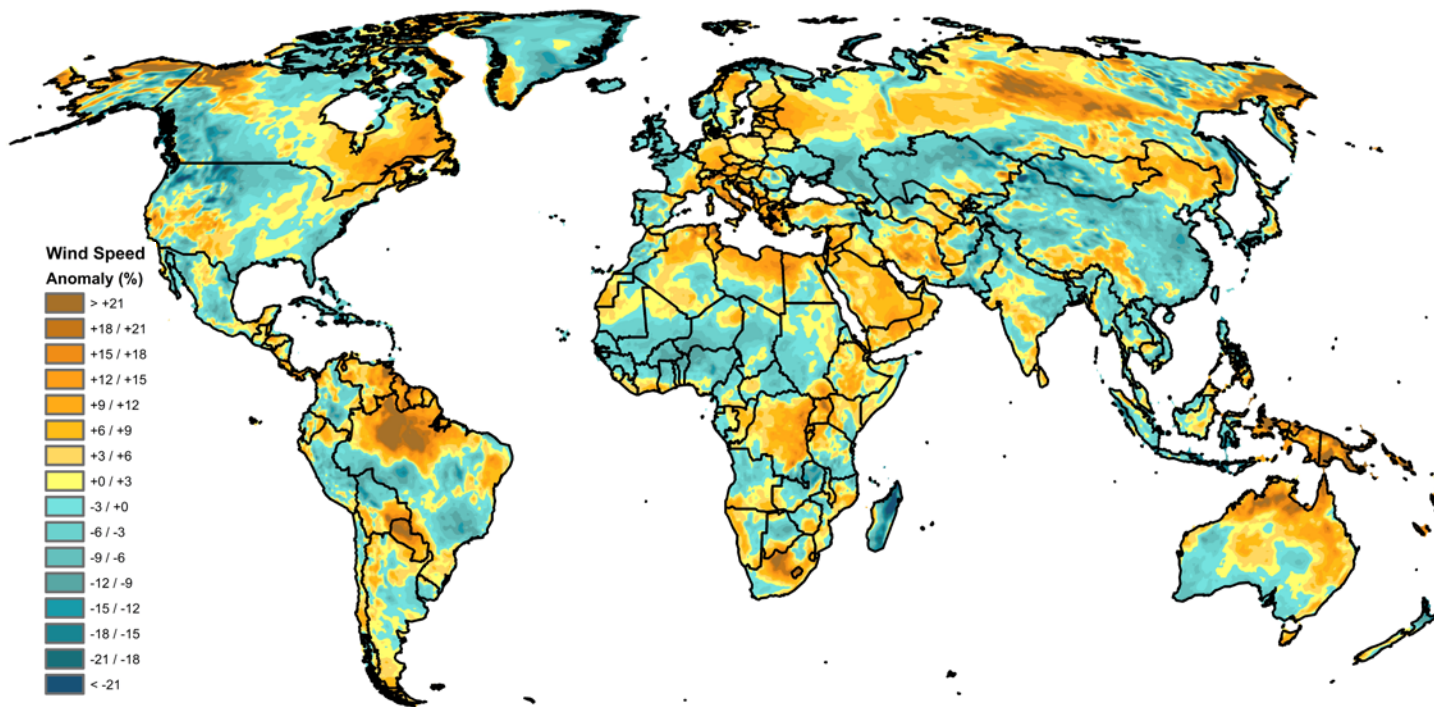 Wind Speed
Anomaly (%)
> +21
+18 / +21
+15 / +18
+12 / +15
+9 / +12
+6 / +9
+3 / +6
+0 / +3
-3 / +0
-6 / -3
-9 / -6
-12 / -9
-15 / -12
-18 / -15
-21 / -18
< -21